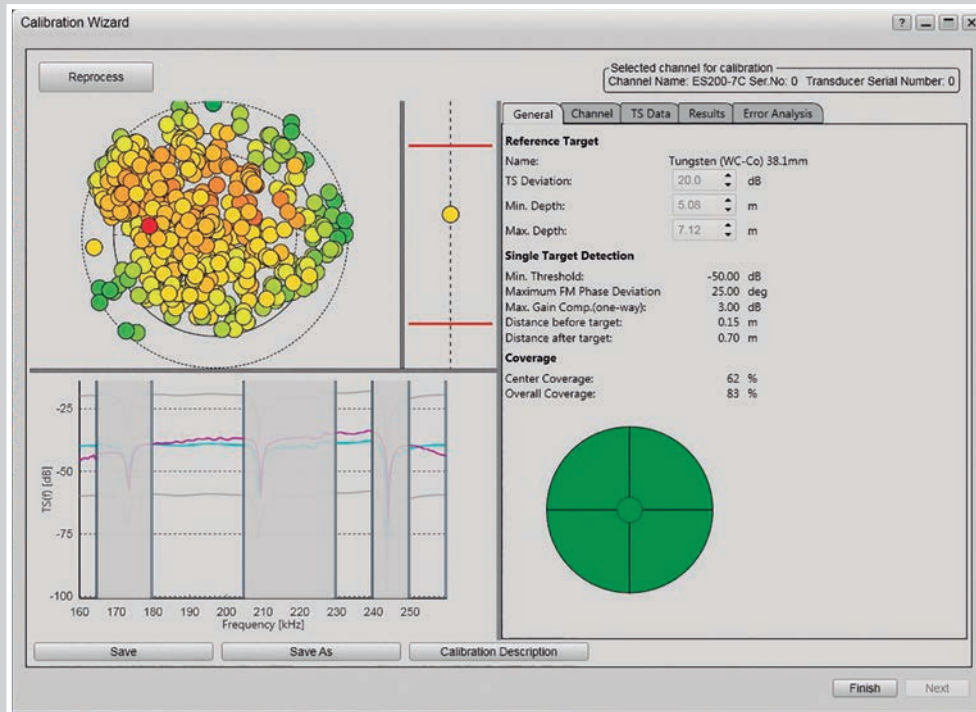 Calibration Wizard
?
Reprocess
Selected channel for calibration
Channel Name: ES200-7C Ser.No: 0 Transducer Serial Number: 0
General Channel TS Data Results Error Analysis
Reference Target
Name: Tungsten (WC-Co) 38.1mm
TS Deviation: 20.0 dB
Min. Depth: 5.08 m
Max. Depth: 7.12 m
Single Target Detection
Min. Threshold: -50.00 dB
Maximum FM Phase Deviation 25.00 deg
Max. Gain Comp.(one-way): 3.00 dB
Distance before target: 0.15 m
Distance after target: 0.70 m
Coverage
Center Coverage: 62 %
Overall Coverage: 83 %
TS(f) [dB]
-25
-50
-75
-100
160 170 180 190 200 210 220 230 240 250
Frequency [kHz]
Save Save As Calibration Description
Finish Next